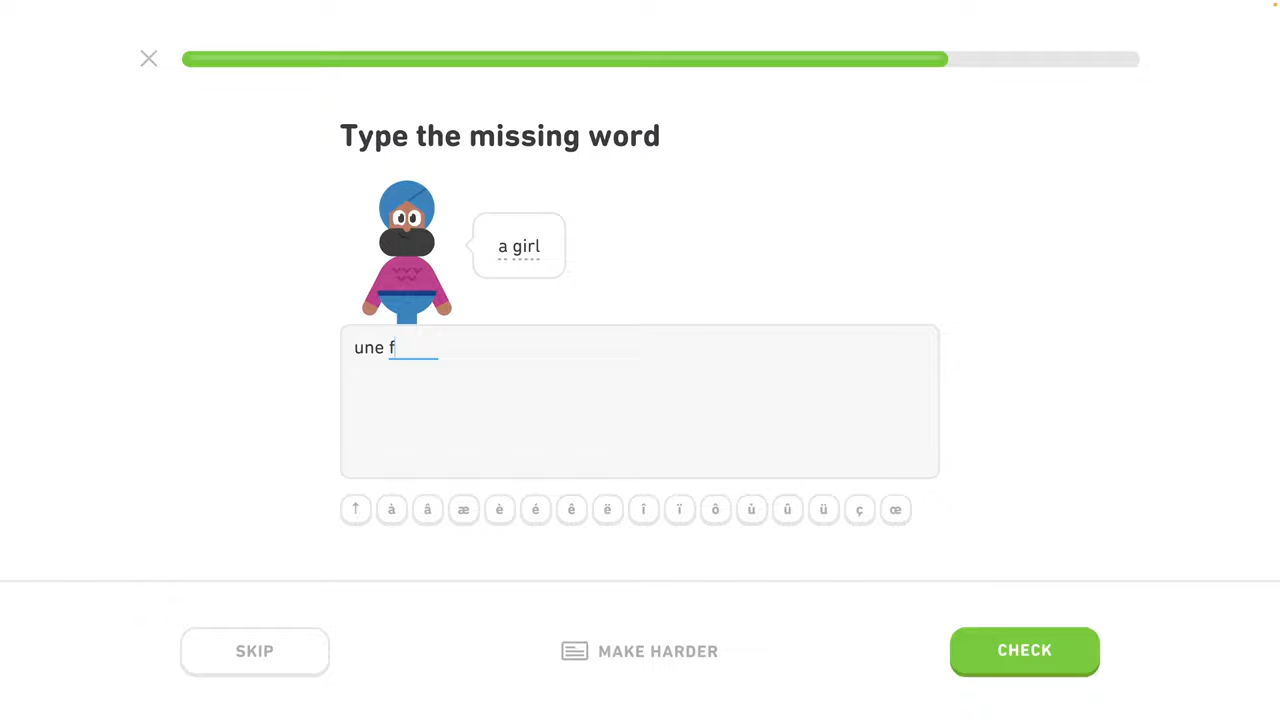 Type the missing word
a girl
une f
↑ à â æ è é ê ë î ï ô ù û ü ç œ
SKIP
MAKE HARDER
CHECK